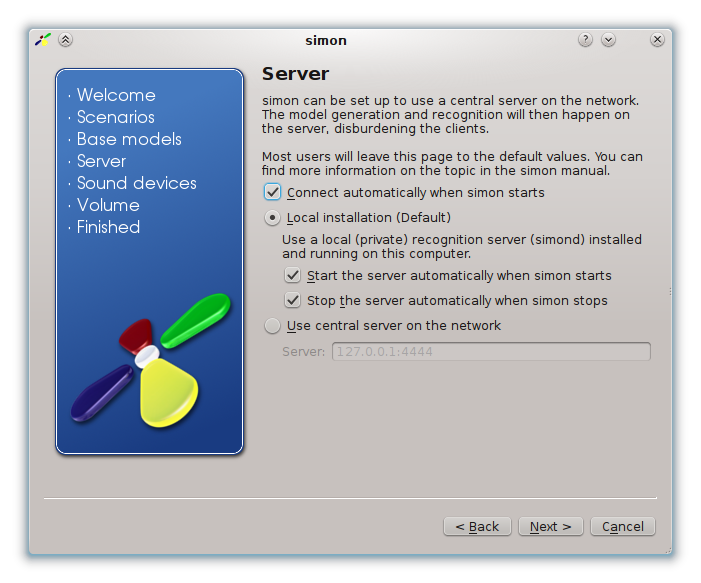 simon
· Welcome
· Scenarios
· Base models
· Server
· Sound devices
· Volume
· Finished
Server
simon can be set up to use a central server on the network.
The model generation and recognition will then happen on
the server, disburdening the clients.
Most users will leave this page to the default values. You can
find more information on the topic in the simon manual.
Connect automatically when simon starts
Local installation (Default)
Use a local (private) recognition server (simond) installed
and running on this computer.
Start the server automatically when simon starts
Stop the server automatically when simon stops
Use central server on the network
Server: 127.0.0.1:4444
< Back Next > Cancel